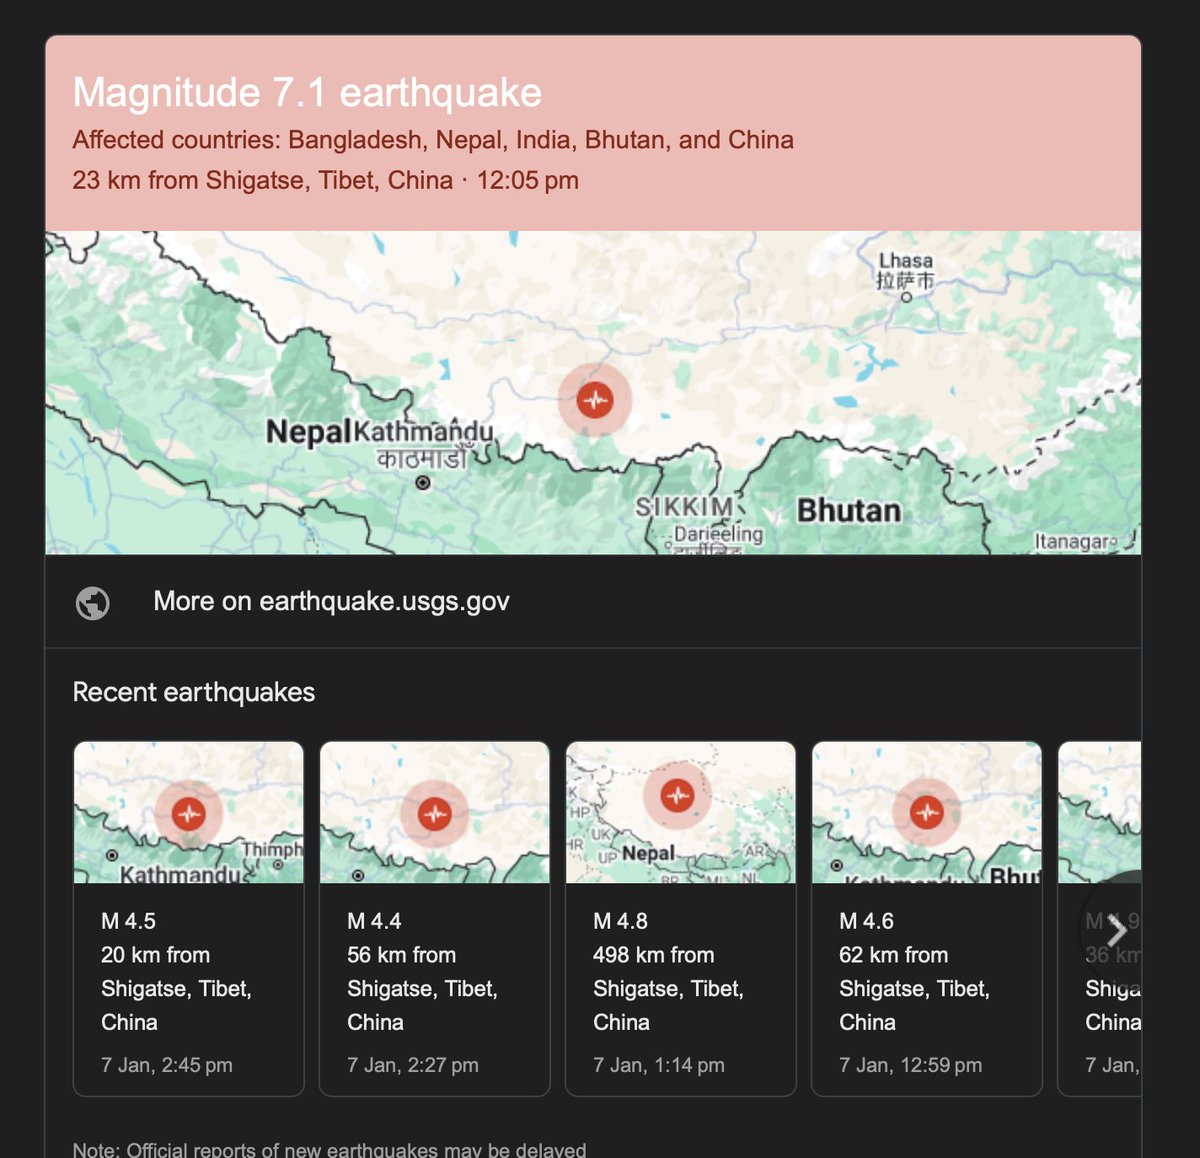 Magnitude 7.1 earthquake
Affected countries: Bangladesh, Nepal, India, Bhutan, and China
23 km from Shigatse, Tibet, China · 12:05 pm
Lhasa
拉萨市
Nepal
Kathmandu
काठमाडौँ
SIKKIM
Bhutan
Darjeeling
Itanagar
More on earthquake.usgs.gov
Recent earthquakes
Kathmandu
Thimph
M 4.5
20 km from
Shigatse, Tibet,
China
7 Jan, 2:45 pm
M 4.4
56 km from
Shigatse, Tibet,
China
7 Jan, 2:27 pm
K
HP
UK
HR
UP
Nepal
AR
NL
M 4.8
498 km from
Shigatse, Tibet,
China
7 Jan, 1:14 pm
Bhut
M 4.6
62 km from
Shigatse, Tibet,
China
7 Jan, 12:59 pm
36 km
Shiga
China
7 Jan,
Note: Official reports of new earthquakes may be delayed